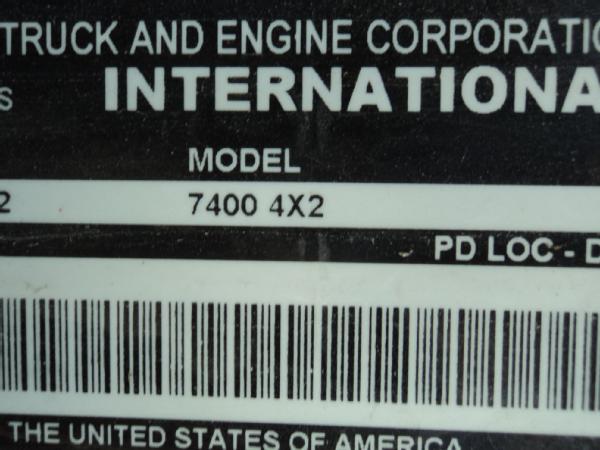 TRUCK AND ENGINE CORPORATIO
S INTERNATIONA
MODEL
2 7400 4X2
PD LOC - D
THE UNITED STATES OF AMERICA